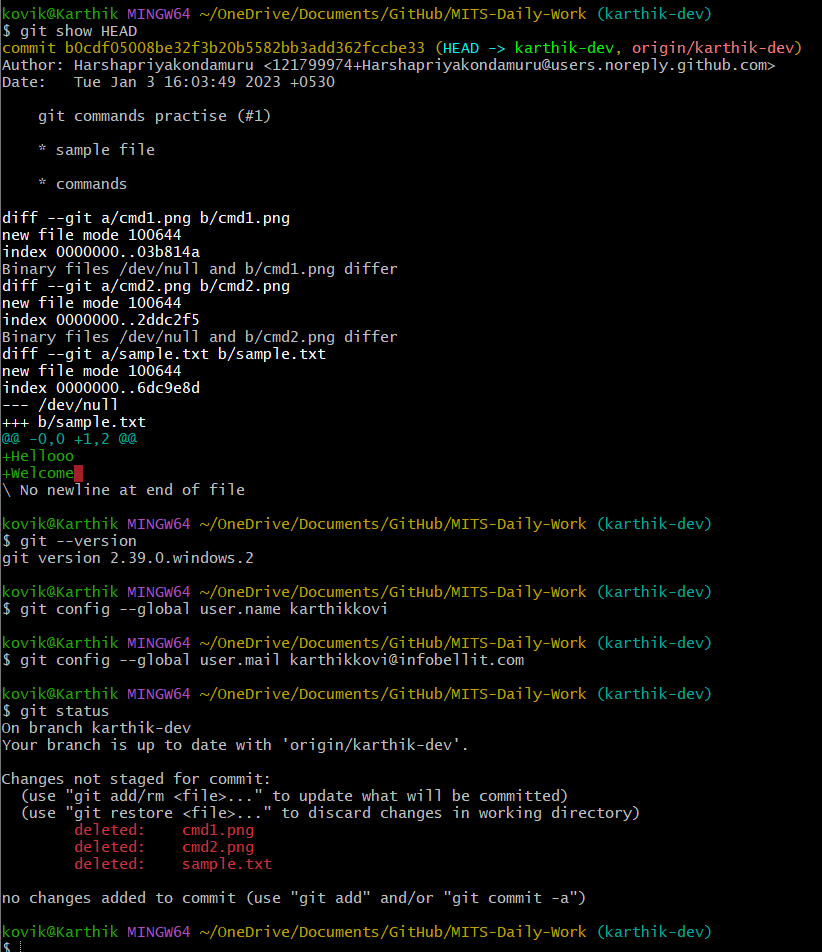 kovik@Karthik MINGW64 ~/OneDrive/Documents/GitHub/MITS-Daily-Work (karthik-dev)
$ git show HEAD
commit b0cdf05008be32f3b20b5582bb3add362fccbe33 (HEAD -> karthik-dev, origin/karthik-dev)
Author: Harshapriyakondamuru <121799974+Harshapriyakondamuru@users.noreply.github.com>
Date:   Tue Jan 3 16:03:49 2023 +0530

    git commands practise (#1)

    * sample file

    * commands

diff --git a/cmd1.png b/cmd1.png
new file mode 100644
index 0000000..03b814a
Binary files /dev/null and b/cmd1.png differ
diff --git a/cmd2.png b/cmd2.png
new file mode 100644
index 0000000..2ddc2f5
Binary files /dev/null and b/cmd2.png differ
diff --git a/sample.txt b/sample.txt
new file mode 100644
index 0000000..6dc9e8d
--- /dev/null
+++ b/sample.txt
@@ -0,0 +1,2 @@
+Hellooo
+Welcome
\ No newline at end of file

kovik@Karthik MINGW64 ~/OneDrive/Documents/GitHub/MITS-Daily-Work (karthik-dev)
$ git --version
git version 2.39.0.windows.2

kovik@Karthik MINGW64 ~/OneDrive/Documents/GitHub/MITS-Daily-Work (karthik-dev)
$ git config --global user.name karthikkovi

kovik@Karthik MINGW64 ~/OneDrive/Documents/GitHub/MITS-Daily-Work (karthik-dev)
$ git config --global user.mail karthikkovi@infobellit.com

kovik@Karthik MINGW64 ~/OneDrive/Documents/GitHub/MITS-Daily-Work (karthik-dev)
$ git status
On branch karthik-dev
Your branch is up to date with 'origin/karthik-dev'.

Changes not staged for commit:
  (use "git add/rm <file>..." to update what will be committed)
  (use "git restore <file>..." to discard changes in working directory)
        deleted:    cmd1.png
        deleted:    cmd2.png
        deleted:    sample.txt

no changes added to commit (use "git add" and/or "git commit -a")

kovik@Karthik MINGW64 ~/OneDrive/Documents/GitHub/MITS-Daily-Work (karthik-dev)
$